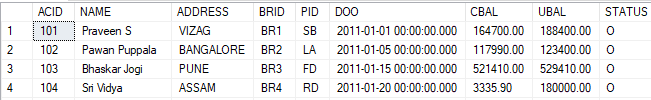 ACID NAME ADDRESS BRID PID DOO CBAL UBAL STATUS
1 101 Praveen S VIZAG BR1 SB 2011-01-01 00:00:00.000 164700.00 188400.00 O
2 102 Pawan Puppala BANGALORE BR2 LA 2011-01-05 00:00:00.000 117990.00 123400.00 O
3 103 Bhaskar Jogi PUNE BR3 FD 2011-01-15 00:00:00.000 521410.00 529410.00 O
4 104 Sri Vidya ASSAM BR4 RD 2011-01-20 00:00:00.000 3335.90 180000.00 O